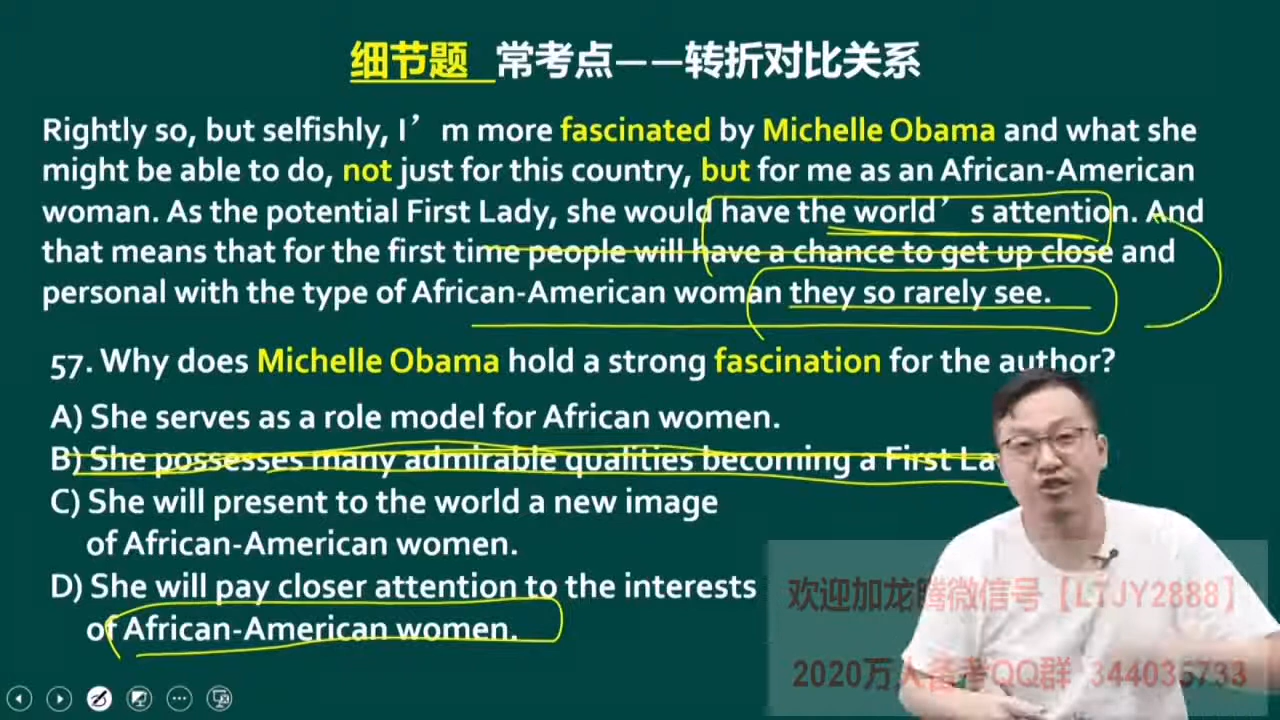 细节题 常考点——转折对比关系
Rightly so, but selfishly, I’m more fascinated by Michelle Obama and what she
might be able to do, not just for this country, but for me as an African-American
woman. As the potential First Lady, she would have the world’s attention. And
that means that for the first time people will have a chance to get up close and
personal with the type of African-American woman they so rarely see.
57. Why does Michelle Obama hold a strong fascination for the author?
A) She serves as a role model for African women.
B) She possesses many admirable qualities becoming a First La
C) She will present to the world a new image
of African-American women.
D) She will pay closer attention to the interests
of African-American women.
欢迎加龙腾微信号【LTJY2888】
2020万人备考QQ群 344035733